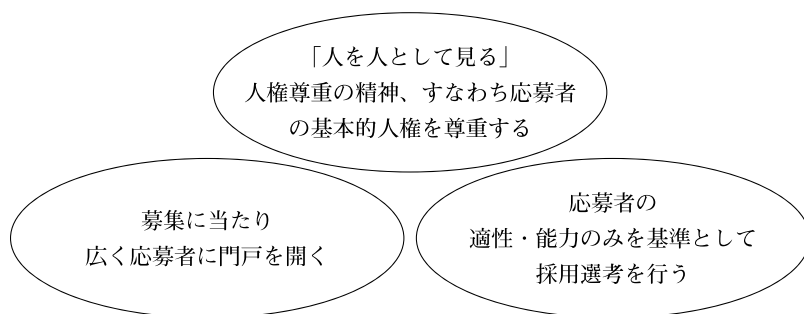 「人を人として見る」
人権尊重の精神、すなわち応募者
の基本的人権を尊重する
募集に当たり
広く応募者に門戸を開く
応募者の
適性・能力のみを基準として
採用選考を行う